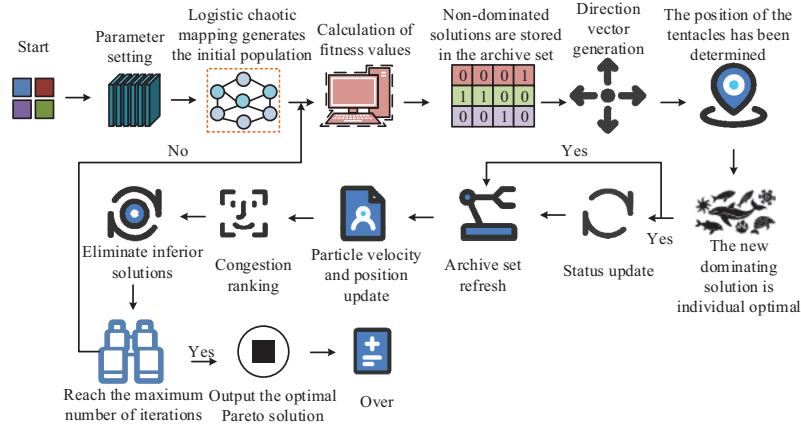 Start
Parameter
setting
Logistic chaotic
mapping generates
the initial population
Calculation of
fitness values
Non-dominated
solutions are stored
in the archive set
Direction
vector
generation
The position of the
tentacles has been
determined
0 0 0 1
1 1 0 0
0 0 1 0
No
Yes
Yes
Eliminate inferior
solutions
Congestion
ranking
Particle velocity
and position
update
Archive set
refresh
Status update
The new
dominating
solution is
individual optimal
Yes
Reach the maximum
number of iterations
Output the optimal
Pareto solution
Over